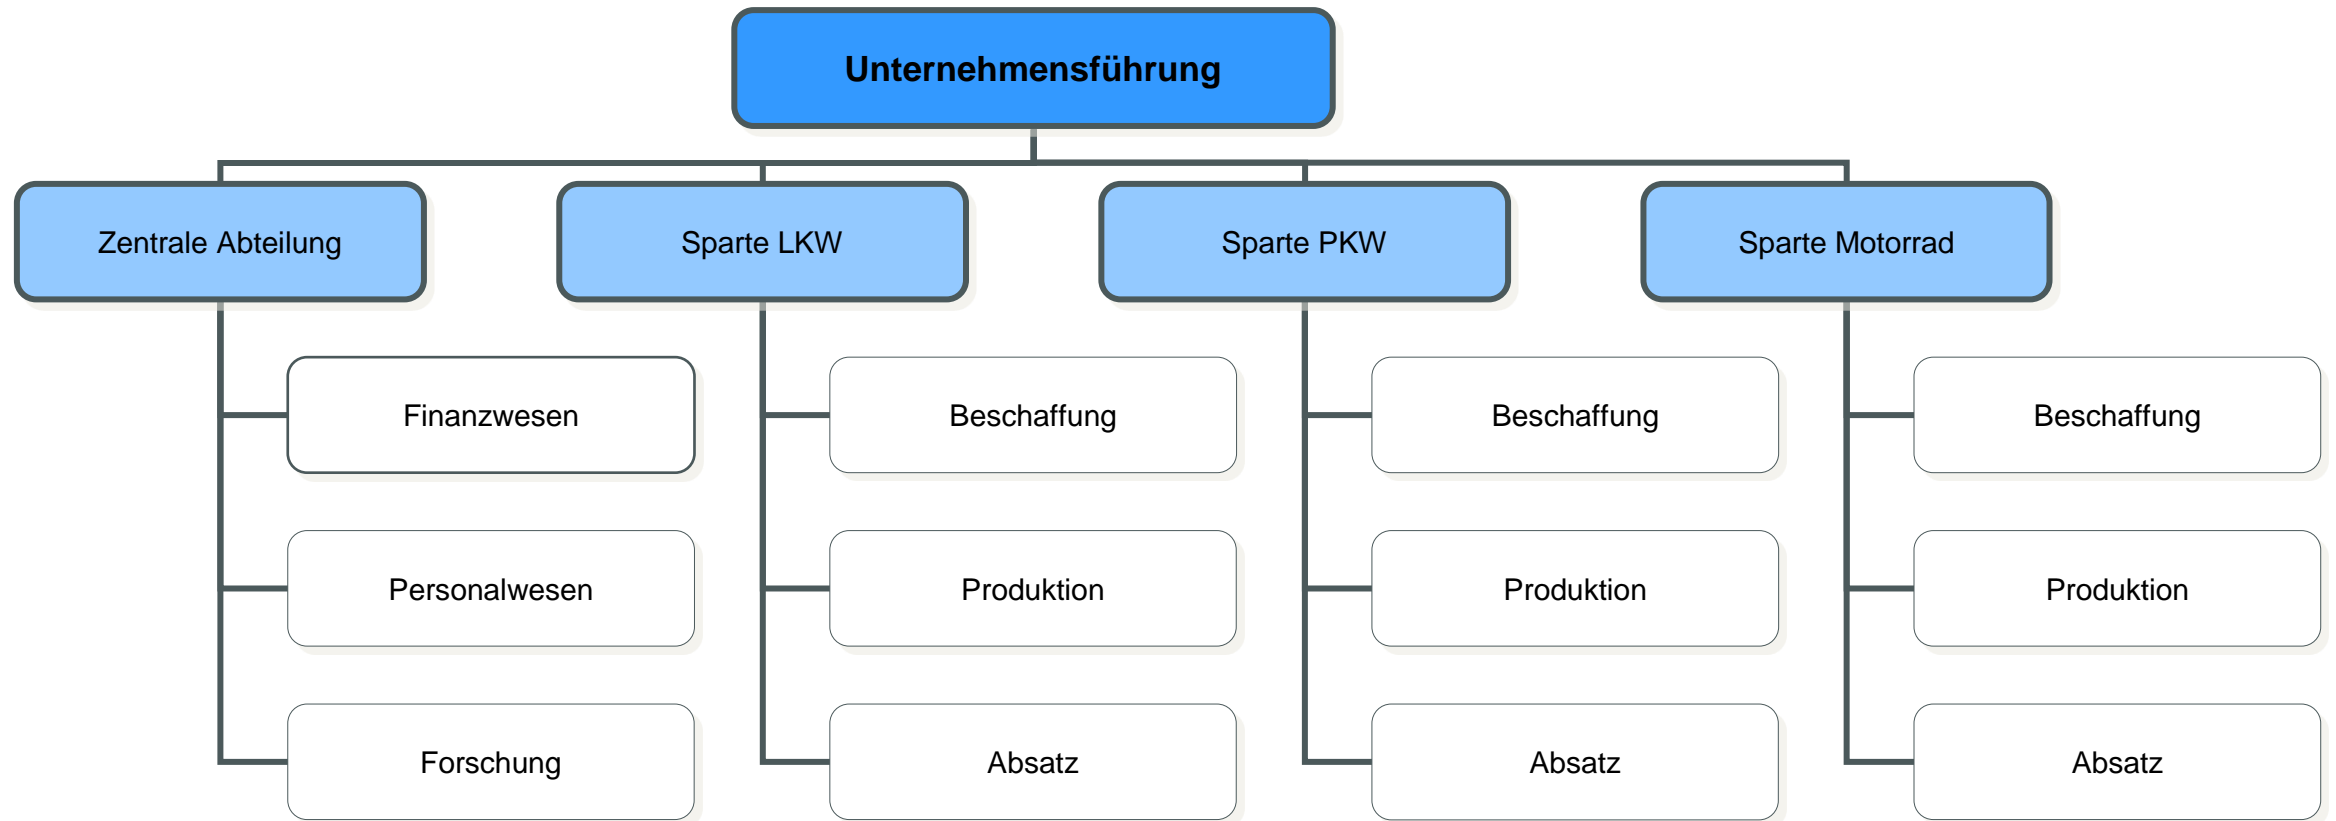 Unternehmensführung
Zentrale Abteilung
Sparte LKW
Sparte PKW
Sparte Motorrad
Finanzwesen
Beschaffung
Beschaffung
Beschaffung
Personalwesen
Produktion
Produktion
Produktion
Forschung
Absatz
Absatz
Absatz